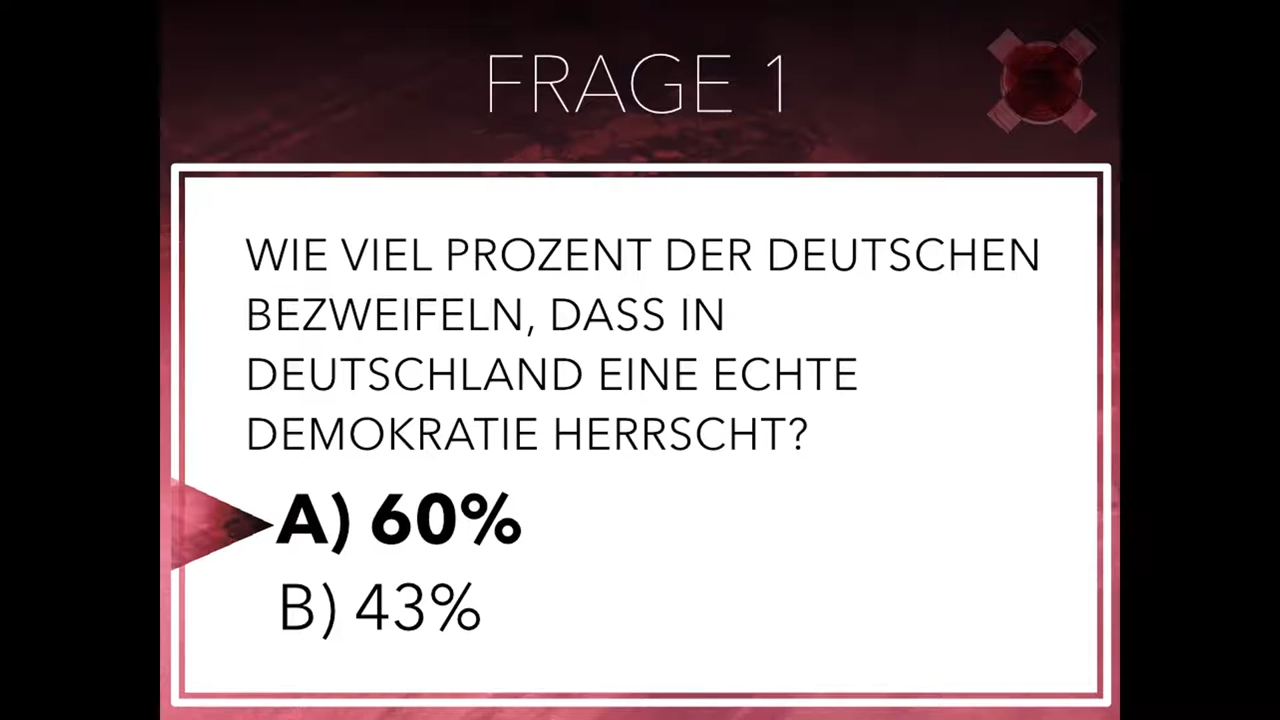 FRAGE 1
WIE VIEL PROZENT DER DEUTSCHEN
BEZWEIFELN, DASS IN
DEUTSCHLAND EINE ECHTE
DEMOKRATIE HERRSCHT?
A) 60%
B) 43%